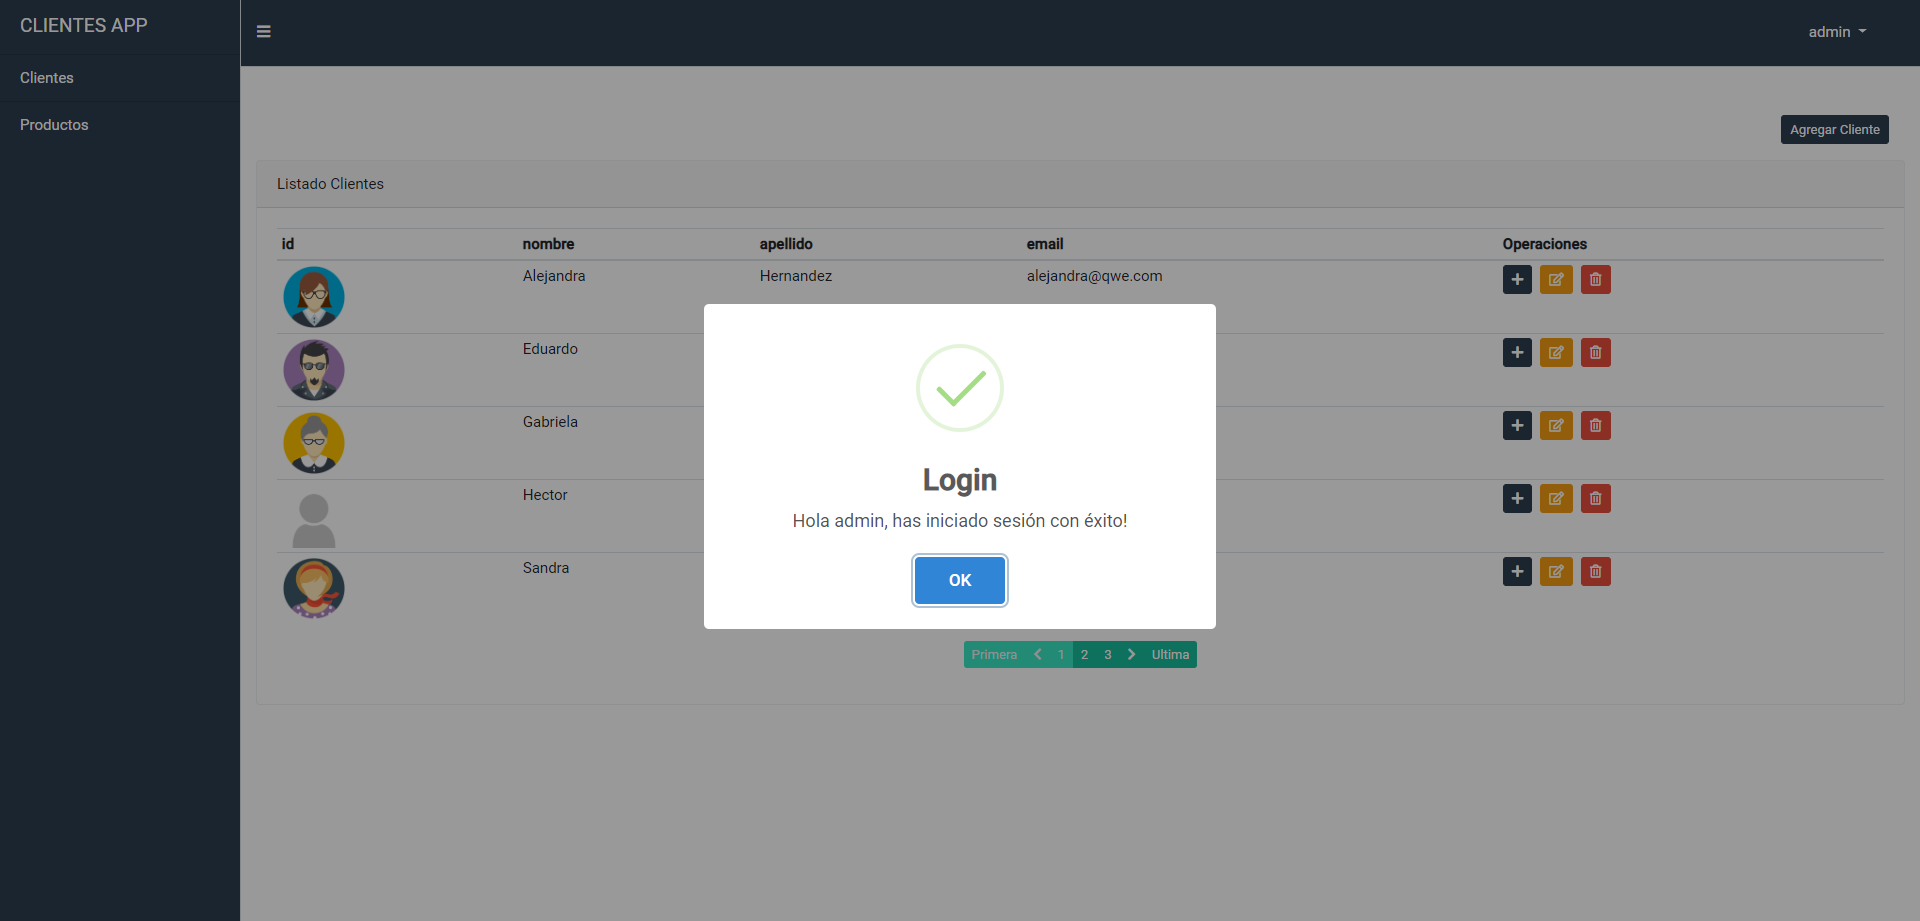 CLIENTES APP
admin
Clientes
Productos
Agregar Cliente
Listado Clientes
id nombre apellido email Operaciones
Alejandra Hernandez alejandra@qwe.com
Eduardo
Gabriela
Hector
Sandra
Login
Hola admin, has iniciado sesión con éxito!
OK
Primera 1 2 3 Ultima